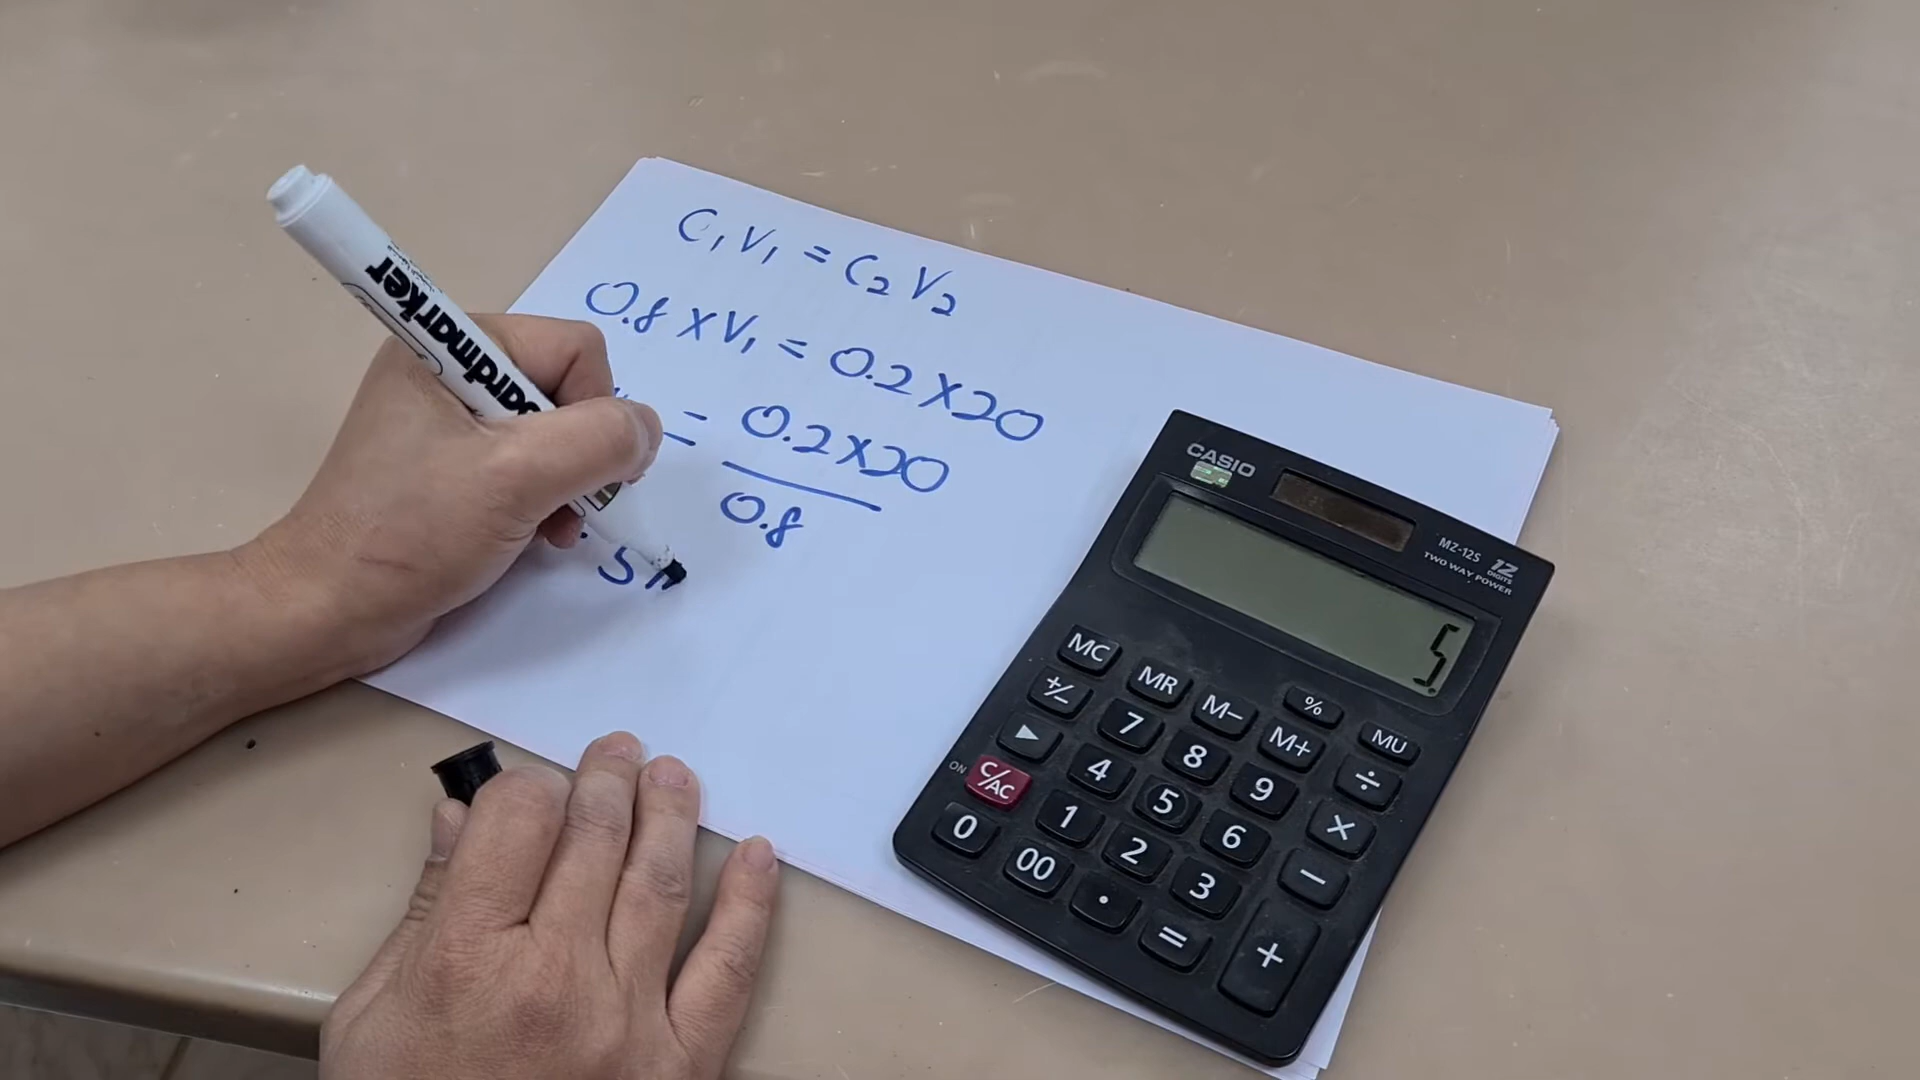 C₁V₁ = C₂V₂
0.8 X V₁ = 0.2 X 20
= 0.2 X 20
0.8
5
CASIO
MZ-12S
TWO WAY POWER
12
DIGITS
5.
MC
MR
M−
M+
%
MU
+/−
7
8
9
÷
▶
4
5
6
×
ON
C/AC
1
2
3
−
0
00
.
=
+